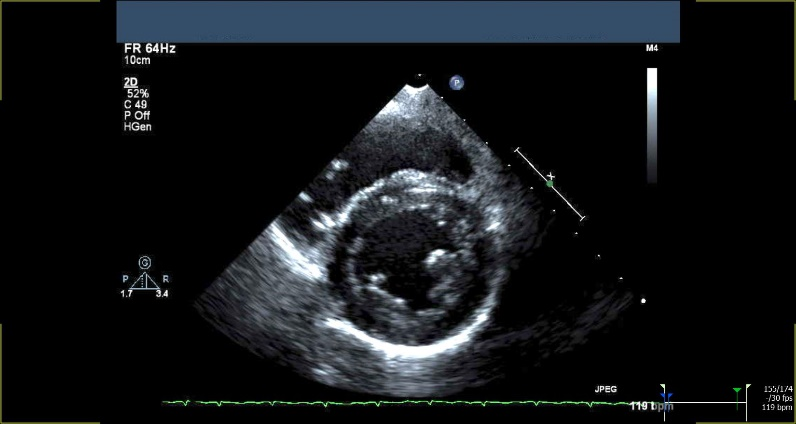 FR 64Hz
10cm
M4
2D
52%
C 49
P Off
HGen
P
G
P R
1.7 3.4
JPEG
119 bpm
155/174
-/30 fps
119 bpm